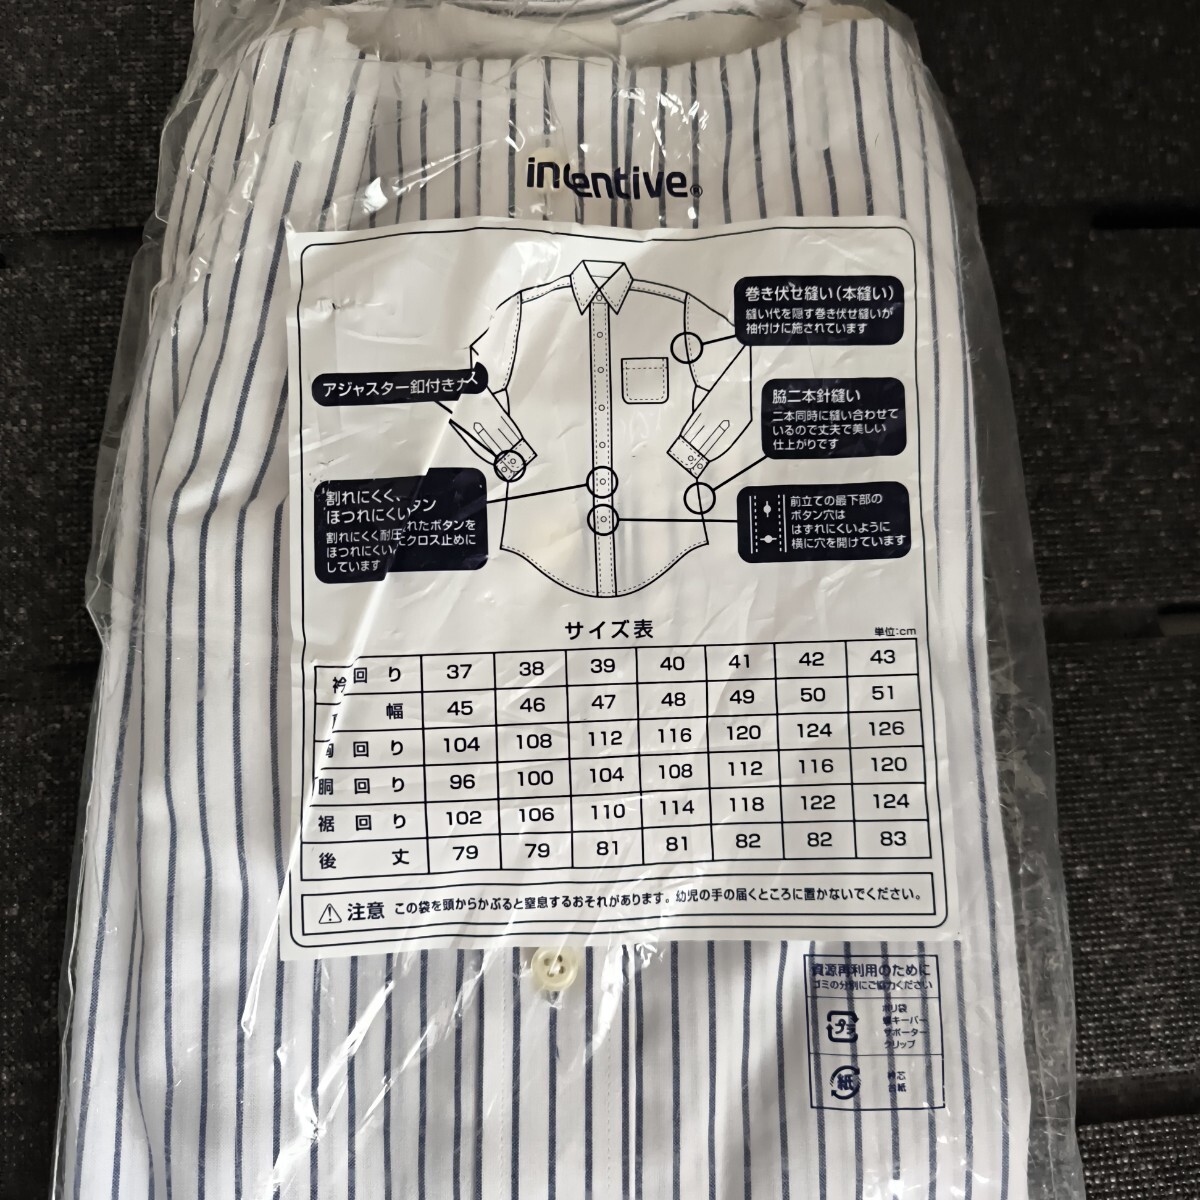 incentive®
巻き伏せ縫い(本縫い)
縫い代を隠す巻き伏せ縫いが
袖付けに施されています
アジャスター釦付きカ
脇二本針縫い
二本同時に縫い合わせて
いるので丈夫で美しい
仕上がりです
割れにくく、
ほつれにくいタン
割れにくく耐圧れたボタンを
ほつれにくいクロス止めに
しています
前立ての最下部の
ボタン穴は
はずれにくいように
横に穴を開けています
サイズ表
単位:cm
衿回り 37 38 39 40 41 42 43
幅 45 46 47 48 49 50 51
回り 104 108 112 116 120 124 126
胴回り 96 100 104 108 112 116 120
裾回り 102 106 110 114 118 122 124
後丈 79 79 81 81 82 82 83
⚠注意 この袋を頭からかぶると窒息するおそれがあります。幼児の手の届くところに置かないでください。
資源再利用のために
ゴミの分別にご協力ください
プラ
ポリ袋
キーパー
サポーター
クリップ
紙
衿芯
台紙